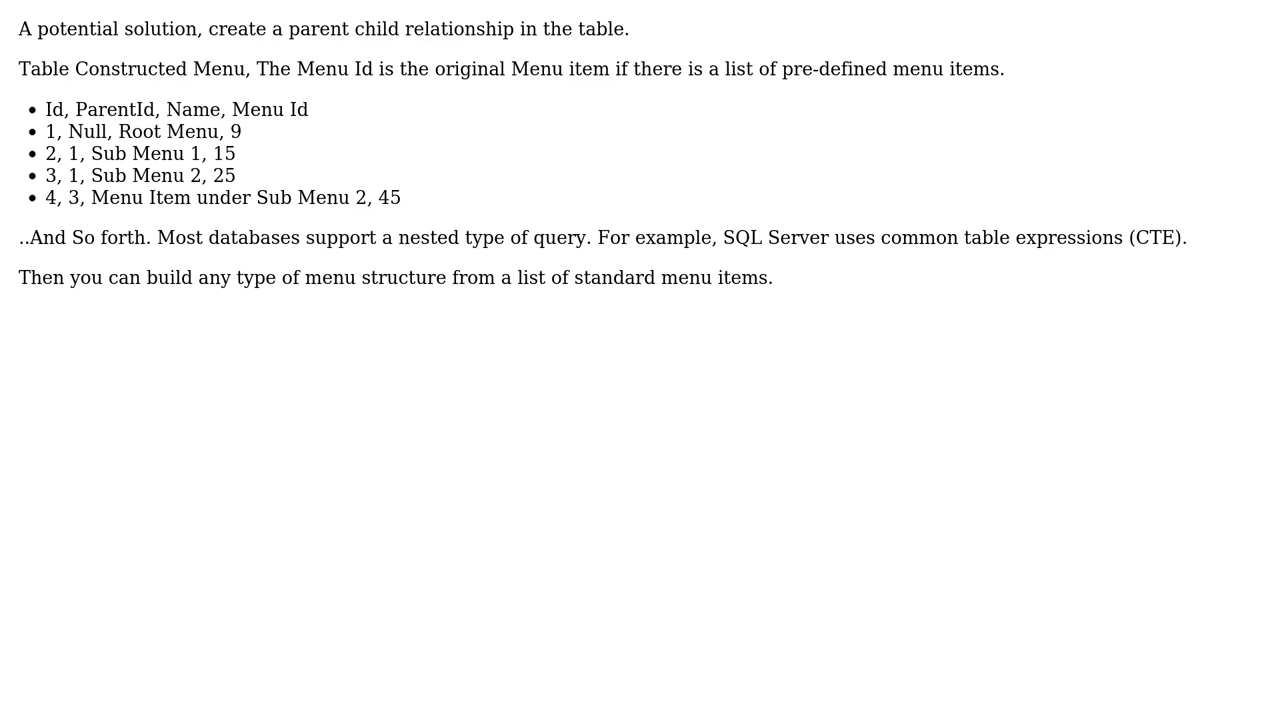 A potential solution, create a parent child relationship in the table.
Table Constructed Menu, The Menu Id is the original Menu item if there is a list of pre-defined menu items.
• Id, ParentId, Name, Menu Id
• 1, Null, Root Menu, 9
• 2, 1, Sub Menu 1, 15
• 3, 1, Sub Menu 2, 25
• 4, 3, Menu Item under Sub Menu 2, 45
..And So forth. Most databases support a nested type of query. For example, SQL Server uses common table expressions (CTE).
Then you can build any type of menu structure from a list of standard menu items.